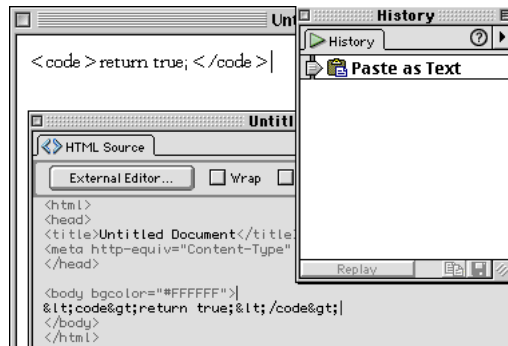 Unt
<code>return true;</code>
History
History
Paste as Text
Replay
Untitl
HTML Source
External Editor...
Wrap
<html>
<head>
<title>Untitled Document</title>
<meta http-equiv="Content-Type"
</head>
<body bgcolor="#FFFFFF">
&lt;code&gt;return true;&lt;/code&gt;
</body>
</html>